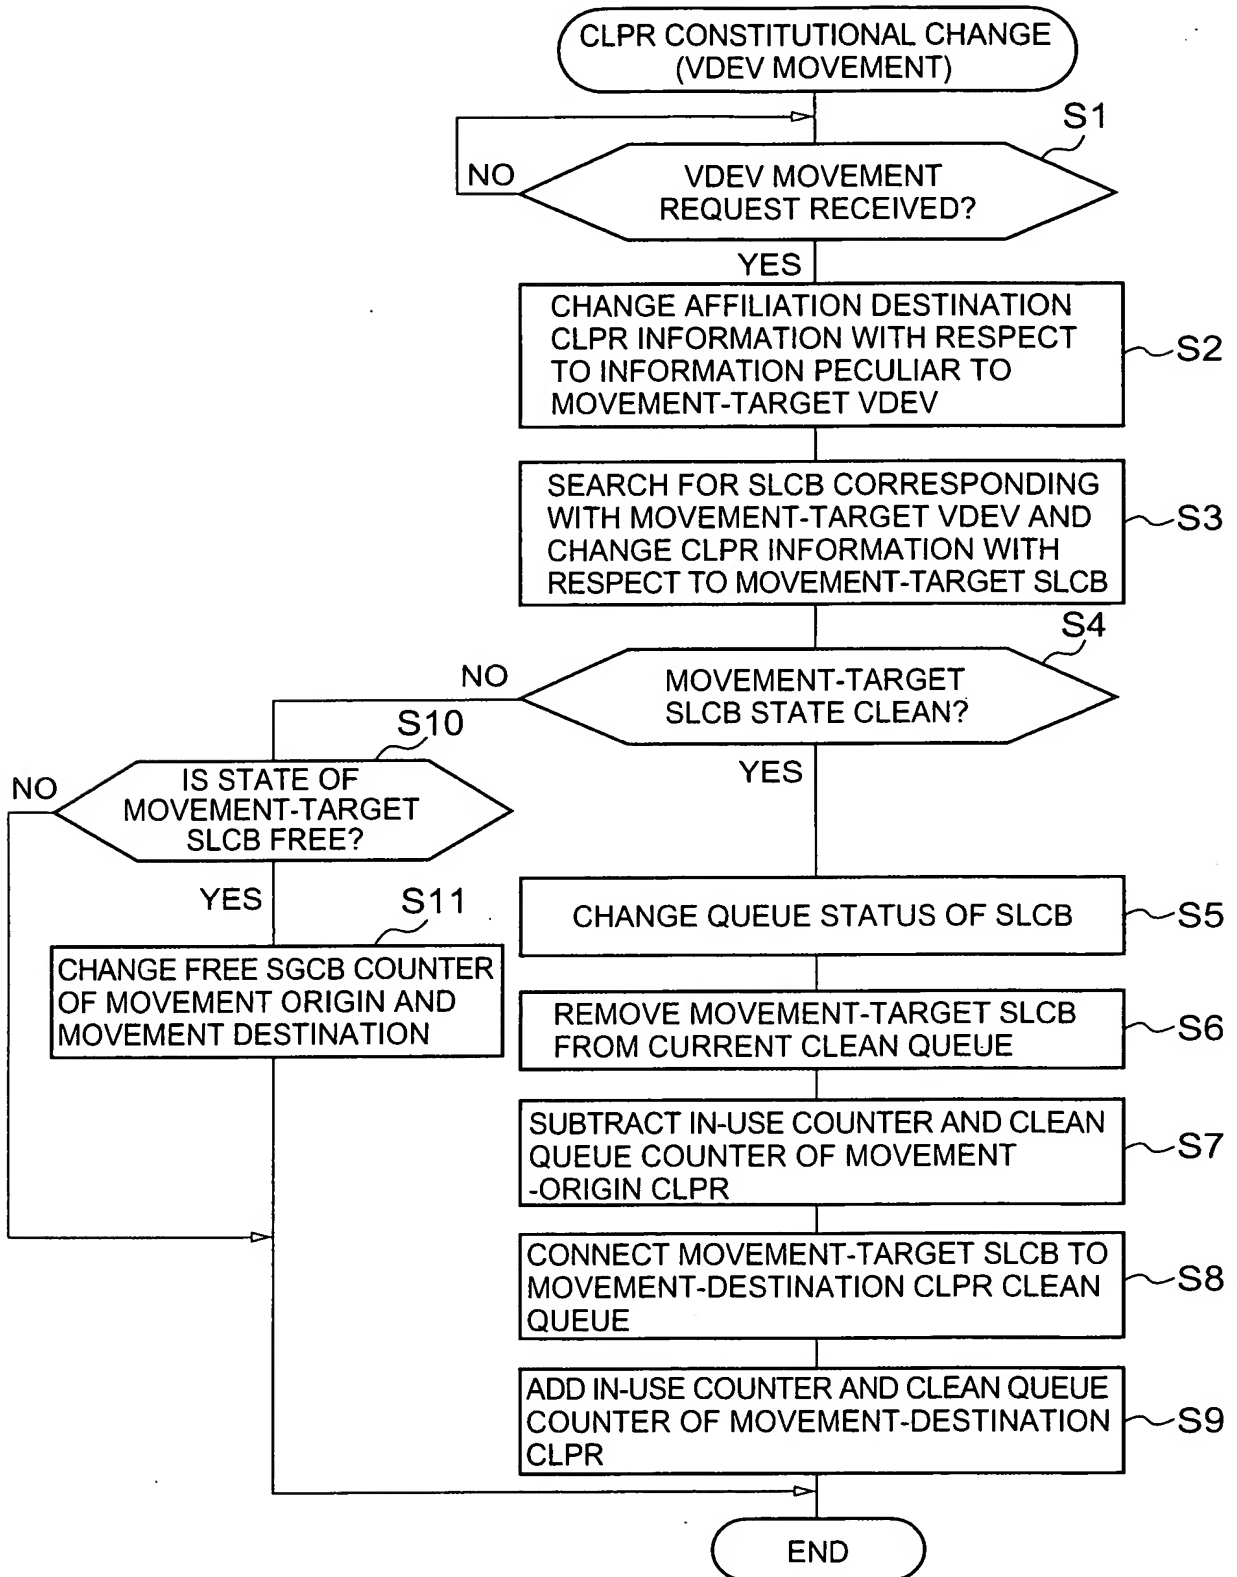 CLPR CONSTITUTIONAL CHANGE
(VDEV MOVEMENT)
S1
NO
VDEV MOVEMENT
REQUEST RECEIVED?
YES
CHANGE AFFILIATION DESTINATION
CLPR INFORMATION WITH RESPECT
TO INFORMATION PECULIAR TO
MOVEMENT-TARGET VDEV
S2
SEARCH FOR SLCB CORRESPONDING
WITH MOVEMENT-TARGET VDEV AND
CHANGE CLPR INFORMATION WITH
RESPECT TO MOVEMENT-TARGET SLCB
S3
S4
NO
MOVEMENT-TARGET
SLCB STATE CLEAN?
YES
S10
NO
IS STATE OF
MOVEMENT-TARGET
SLCB FREE?
YES
S11
CHANGE FREE SGCB COUNTER
OF MOVEMENT ORIGIN AND
MOVEMENT DESTINATION
CHANGE QUEUE STATUS OF SLCB
S5
REMOVE MOVEMENT-TARGET SLCB
FROM CURRENT CLEAN QUEUE
S6
SUBTRACT IN-USE COUNTER AND CLEAN
QUEUE COUNTER OF MOVEMENT
-ORIGIN CLPR
S7
CONNECT MOVEMENT-TARGET SLCB TO
MOVEMENT-DESTINATION CLPR CLEAN
QUEUE
S8
ADD IN-USE COUNTER AND CLEAN QUEUE
COUNTER OF MOVEMENT-DESTINATION
CLPR
S9
END